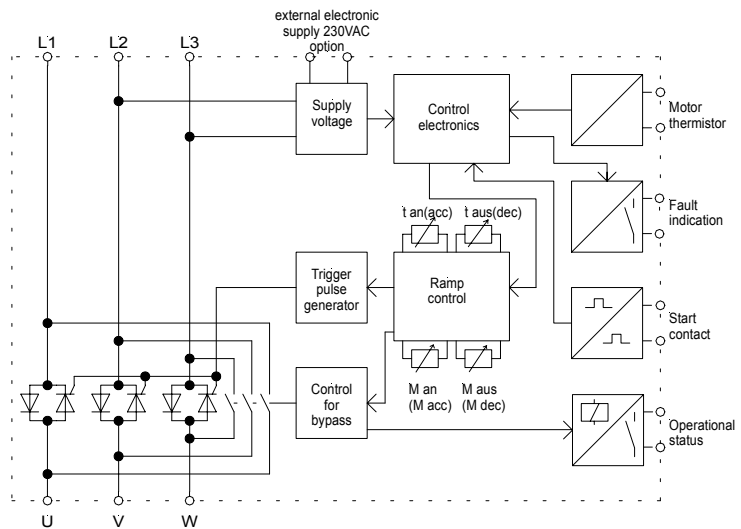 external electronic
supply 230VAC
option
L1
L2
L3
Supply
voltage
Control
electronics
Motor
thermistor
Fault
indication
t an(acc)
t aus(dec)
Trigger
pulse
generator
Ramp
control
Start
contact
M an
(M acc)
M aus
(M dec)
Control
for
bypass
Operational
status
U
V
W